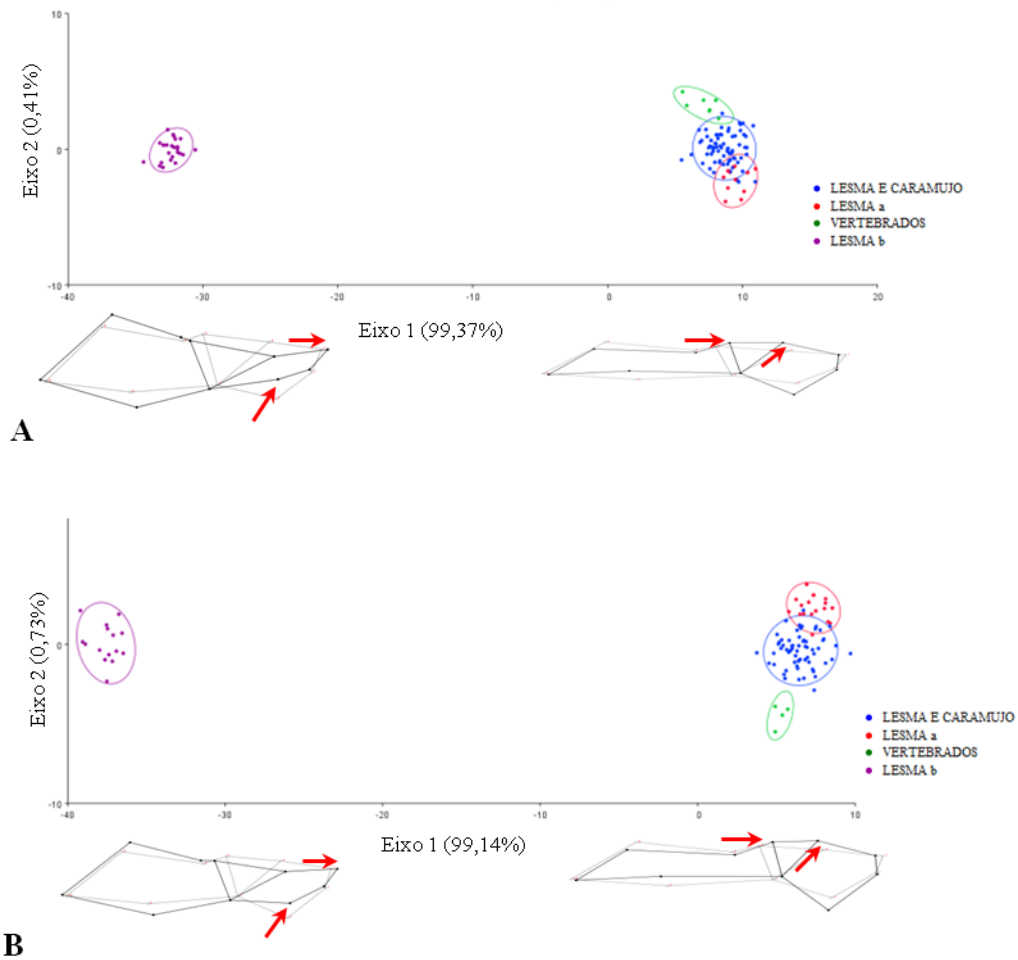 10
0
-10
Eixo 2 (0,41%)
LESMA E CARAMUJO
LESMA a
VERTEBRADOS
LESMA b
-40
-30
-20
-10
0
10
20
Eixo 1 (99,37%)
A
0
-10
Eixo 2 (0,73%)
LESMA E CARAMUJO
LESMA a
VERTEBRADOS
LESMA b
-40
-30
-20
-10
0
10
Eixo 1 (99,14%)
B